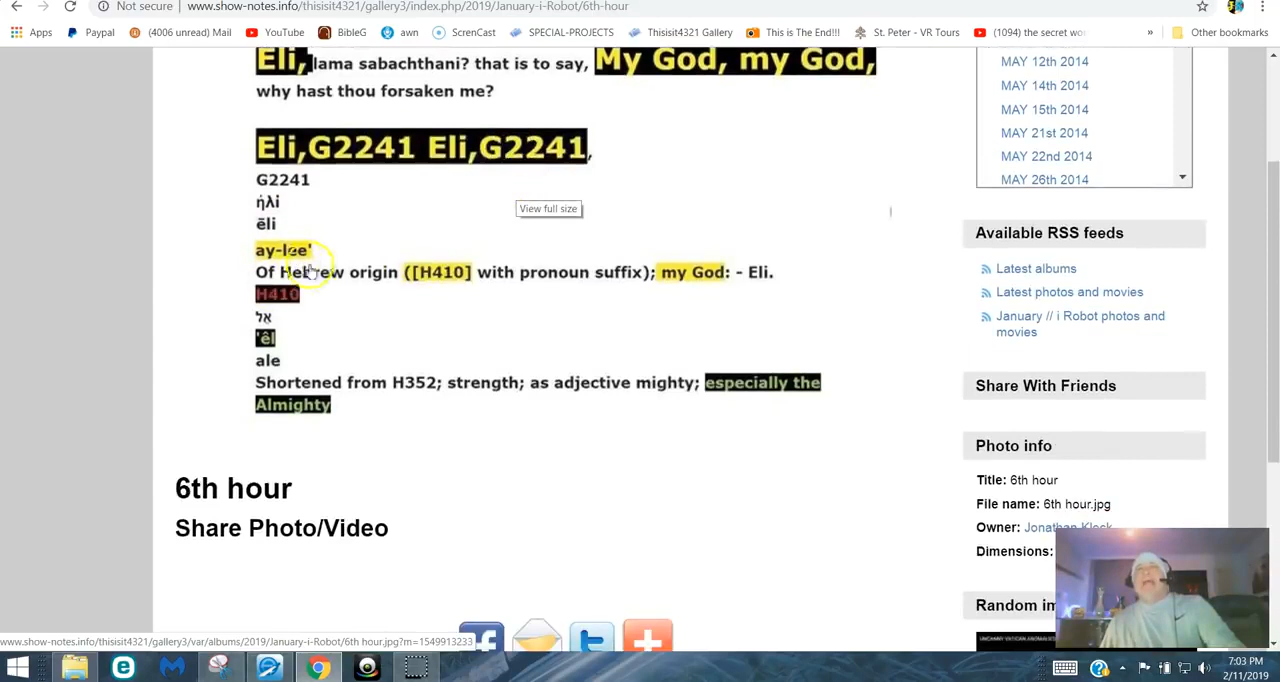 Not secure
www.show-notes.info/thisisit4321/gallery3/index.php/2019/January-i-Robot/6th-hour
Apps Paypal (4006 unread) Mail YouTube BibleG awn ScrenCast SPECIAL-PROJECTS Thisisit4321 Gallery This is The End!!! St. Peter - VR Tours (1094) the secret wo » Other bookmarks
Eli, lama sabachthani? that is to say, My God, my God,
why hast thou forsaken me?
Eli,G2241 Eli,G2241,
G2241
ἠλί
ēli
ay-lee'
Of Hebrew origin ([H410] with pronoun suffix); my God: - Eli.
H410
אֵל
'êl
ale
Shortened from H352; strength; as adjective mighty; especially the
Almighty
View full size
6th hour
Share Photo/Video
MAY 12th 2014
MAY 14th 2014
MAY 15th 2014
MAY 21st 2014
MAY 22nd 2014
MAY 26th 2014
Available RSS feeds
Latest albums
Latest photos and movies
January // i Robot photos and
movies
Share With Friends
Photo info
Title: 6th hour
File name: 6th hour.jpg
Owner: Jonathan Kleck
Dimensions:
Random im
www.show-notes.info/thisisit4321/gallery3/var/albums/2019/January-i-Robot/6th hour.jpg?m=1549913233
7:03 PM
2/11/2019